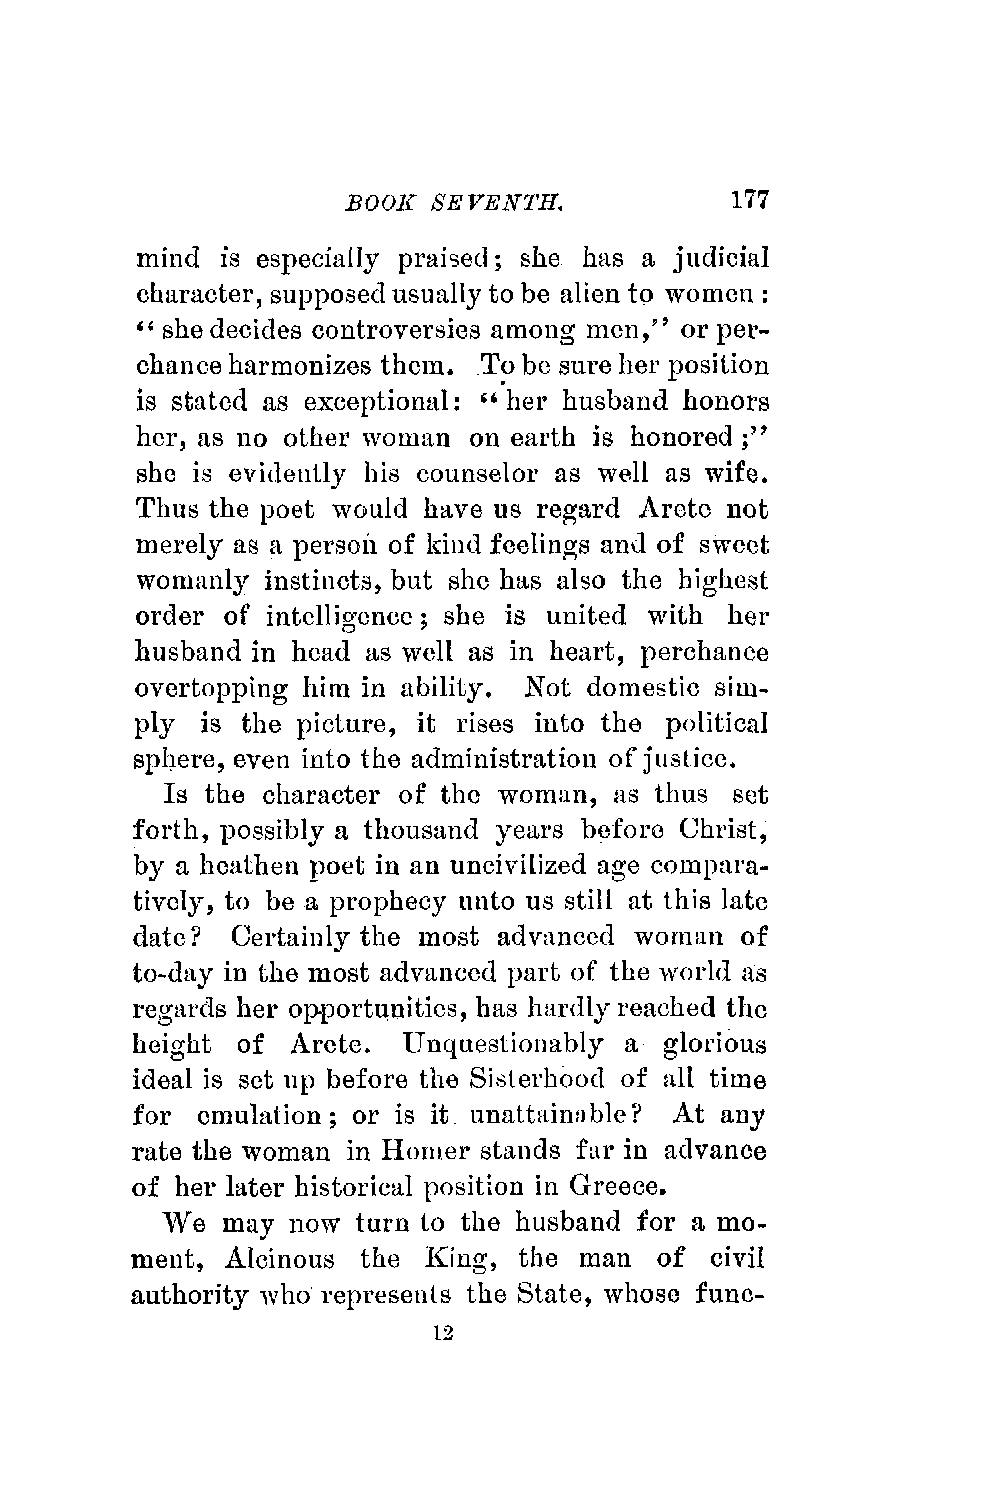 BOOK SEVENTH. 177
mind is especially praised; she has a judicial
character, supposed usually to be alien to women:
"she decides controversies among men," or per-
chance harmonizes them. To be sure her position
is stated as exceptional: "her husband honors
her, as no other woman on earth is honored;"
she is evidently his counselor as well as wife.
Thus the poet would have us regard Arete not
merely as a person of kind feelings and of sweet
womanly instincts, but she has also the highest
order of intelligence; she is united with her
husband in head as well as in heart, perchance
overtopping him in ability. Not domestic sim-
ply is the picture, it rises into the political
sphere, even into the administration of justice.
Is the character of the woman, as thus set
forth, possibly a thousand years before Christ,
by a heathen poet in an uncivilized age compara-
tively, to be a prophecy unto us still at this late
date? Certainly the most advanced woman of
to-day in the most advanced part of the world as
regards her opportunities, has hardly reached the
height of Arete. Unquestionably a glorious
ideal is set up before the Sisterhood of all time
for emulation; or is it unattainable? At any
rate the woman in Homer stands far in advance
of her later historical position in Greece.
We may now turn to the husband for a mo-
ment, Alcinous the King, the man of civil
authority who represents the State, whose func-
12